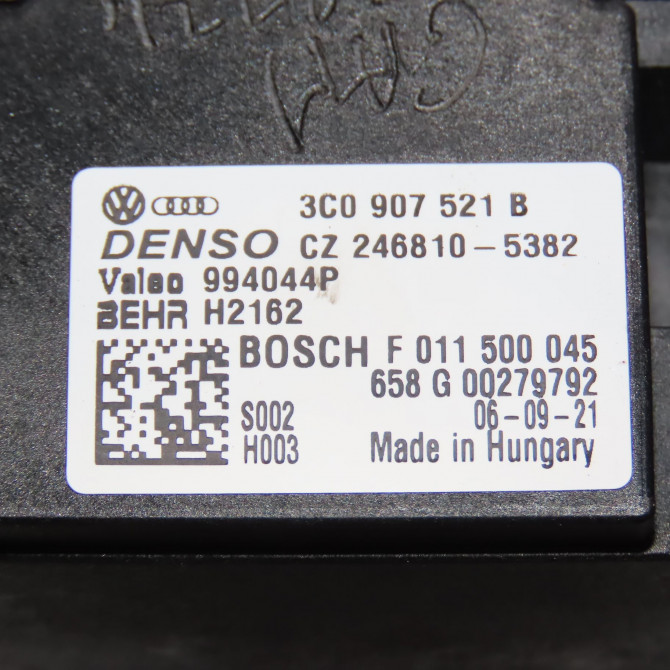 3C0 907 521 B
DENSO CZ 246810-5382
Valeo 994044P
BEHR H2162
BOSCH F 011 500 045
658 G 00279792
S002 06-09-21
H003 Made in Hungary